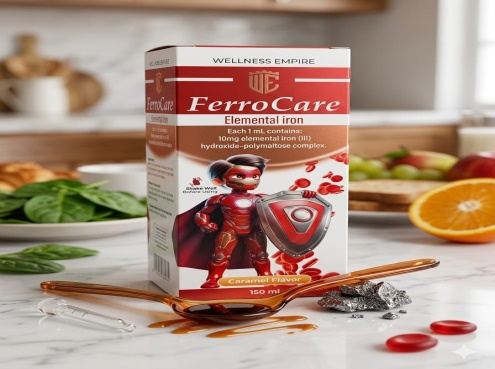 WELLNESS EMPIRE
WE
FerroCare
Elemental iron
Each 1 mL contains:
10mg elemental iron (III)
hydroxide-polymaltose complex.
Shake Well
Before Using
Caramel Flavor
150 ml
FerroCare